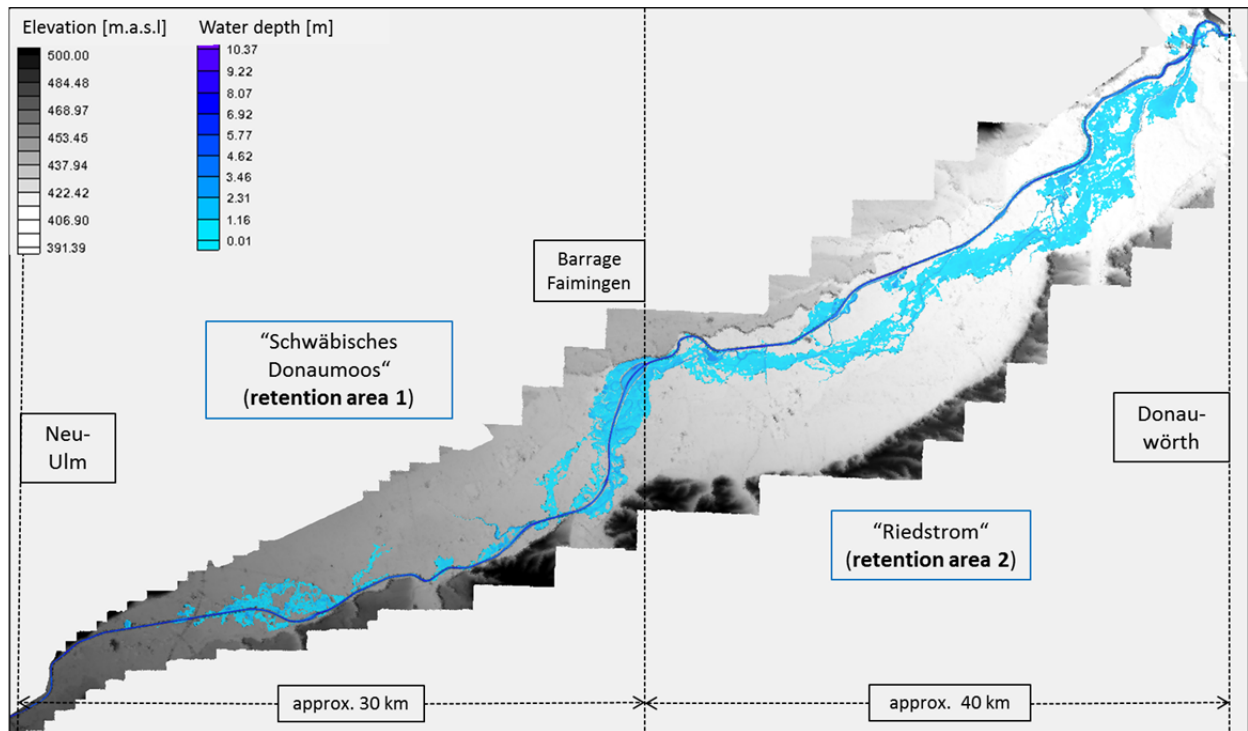 Elevation [m.a.s.l]
500.00
484.48
468.97
453.45
437.94
422.42
406.90
391.39
Water depth [m]
10.37
9.22
8.07
6.92
5.77
4.62
3.46
2.31
1.16
0.01
Barrage
Faimingen
“Schwäbisches
Donaumoos“
(retention area 1)
Neu-
Ulm
Donau-
wörth
“Riedstrom“
(retention area 2)
approx. 30 km
approx. 40 km